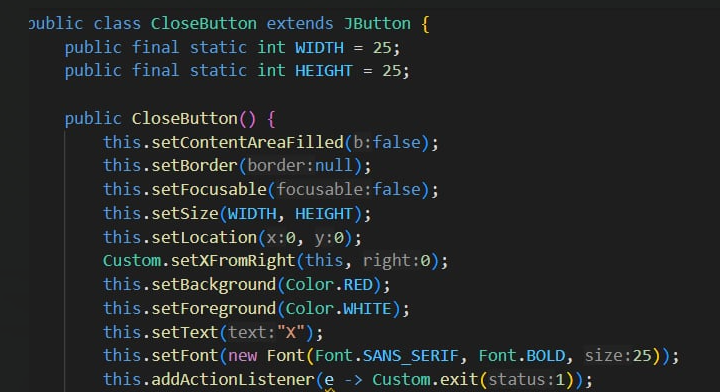 public class CloseButton extends JButton {
public final static int WIDTH = 25;
public final static int HEIGHT = 25;
public CloseButton() {
this.setContentAreaFilled(b:false);
this.setBorder(border:null);
this.setFocusable(focusable:false);
this.setSize(WIDTH, HEIGHT);
this.setLocation(x:0, y:0);
Custom.setXFromRight(this, right:0);
this.setBackground(Color.RED);
this.setForeground(Color.WHITE);
this.setText(text:"X");
this.setFont(new Font(Font.SANS_SERIF, Font.BOLD, size:25));
this.addActionListener(e -> Custom.exit(status:1));